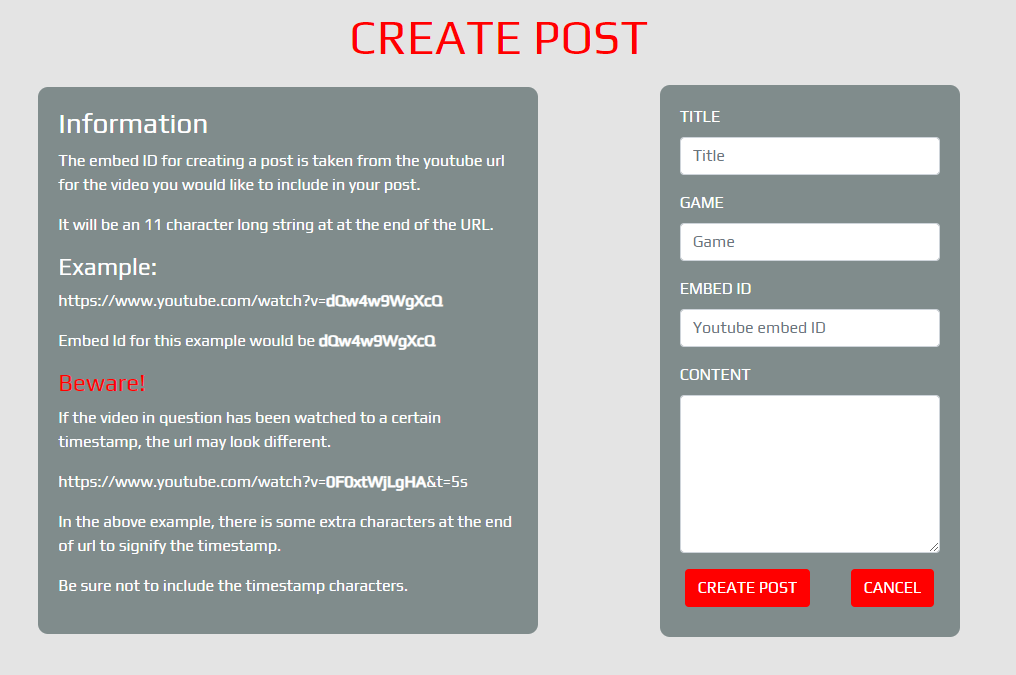 CREATE POST
Information
The embed ID for creating a post is taken from the youtube url
for the video you would like to include in your post.
It will be an 11 character long string at at the end of the URL.
Example:
https://www.youtube.com/watch?v=dQw4w9WgXcQ
Embed Id for this example would be dQw4w9WgXcQ
Beware!
If the video in question has been watched to a certain
timestamp, the url may look different.
https://www.youtube.com/watch?v=0F0xtWjLgHA&t=5s
In the above example, there is some extra characters at the end
of url to signify the timestamp.
Be sure not to include the timestamp characters.
TITLE
Title
GAME
Game
EMBED ID
Youtube embed ID
CONTENT
CREATE POST
CANCEL